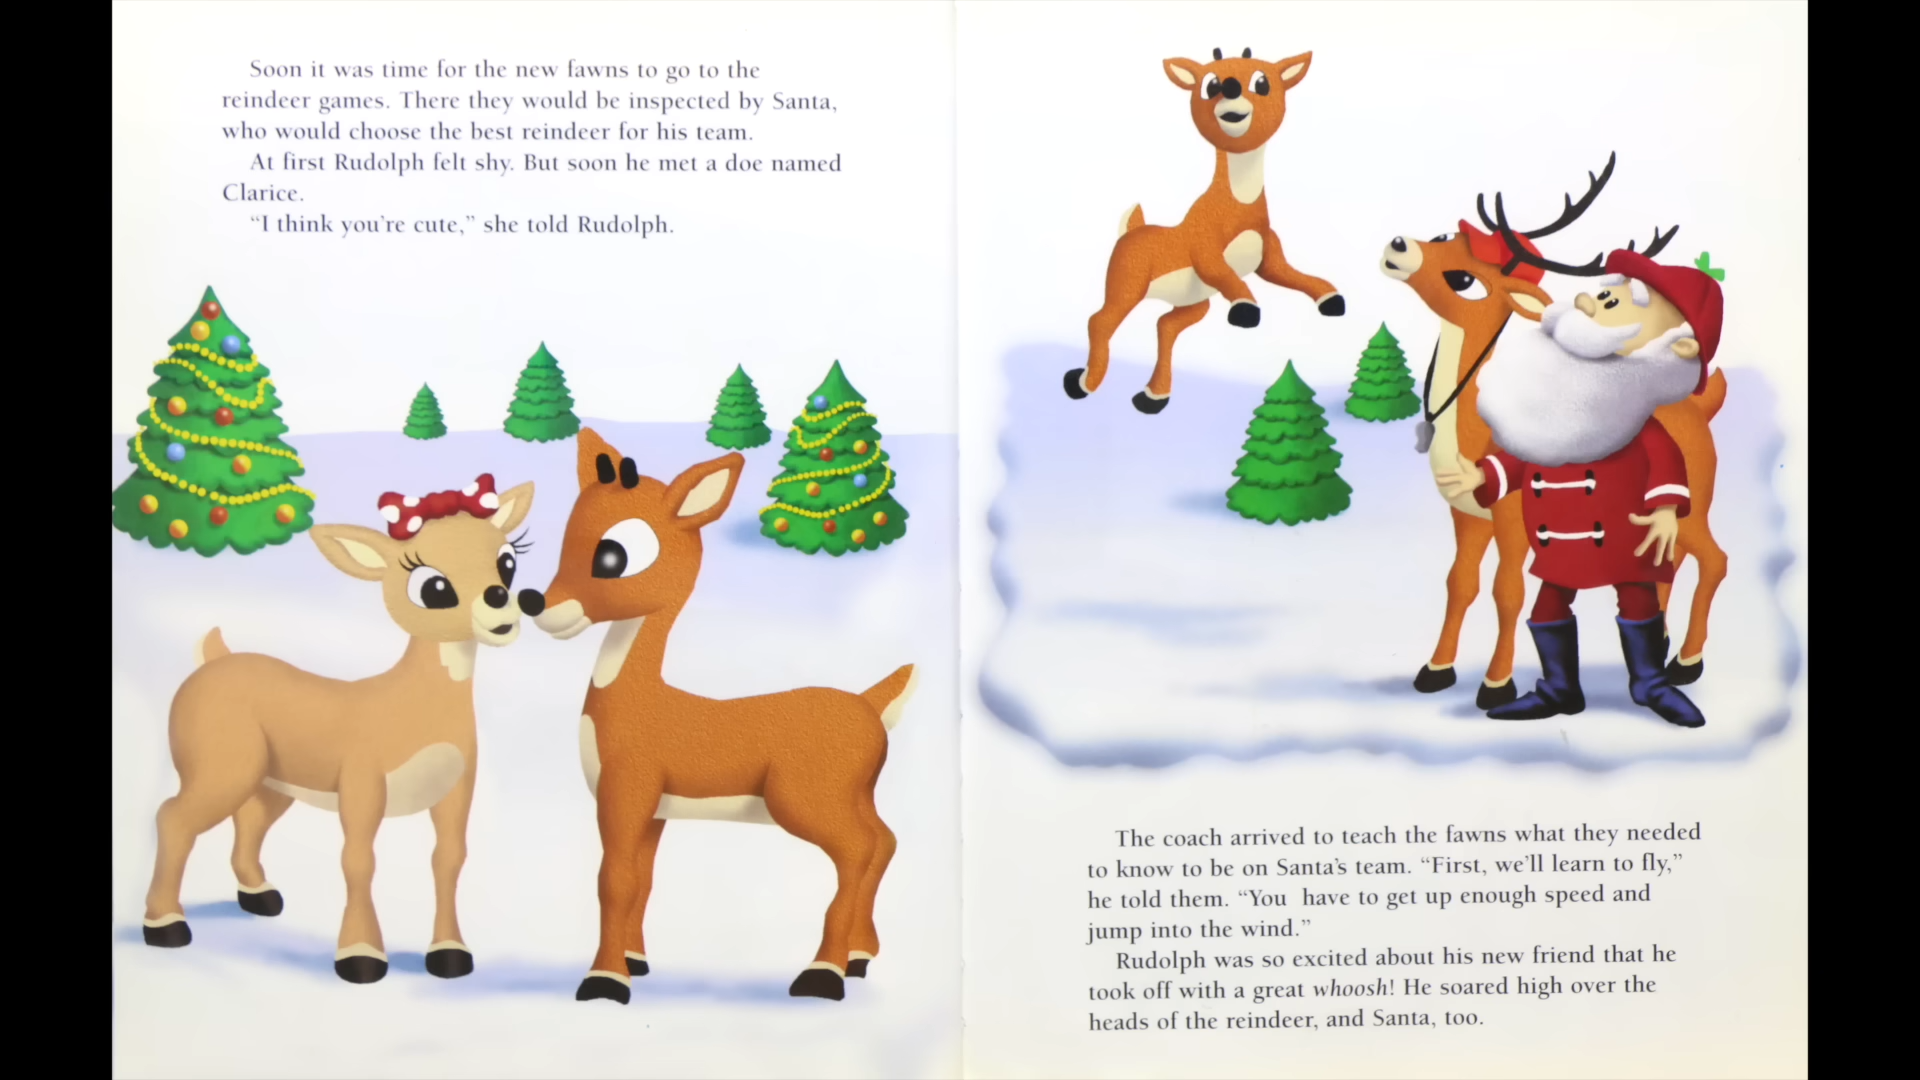 Soon it was time for the new fawns to go to the
reindeer games. There they would be inspected by Santa,
who would choose the best reindeer for his team.
At first Rudolph felt shy. But soon he met a doe named
Clarice.
“I think you’re cute,” she told Rudolph.
The coach arrived to teach the fawns what they needed
to know to be on Santa’s team. “First, we’ll learn to fly,”
he told them. “You have to get up enough speed and
jump into the wind.”
Rudolph was so excited about his new friend that he
took off with a great whoosh! He soared high over the
heads of the reindeer, and Santa, too.